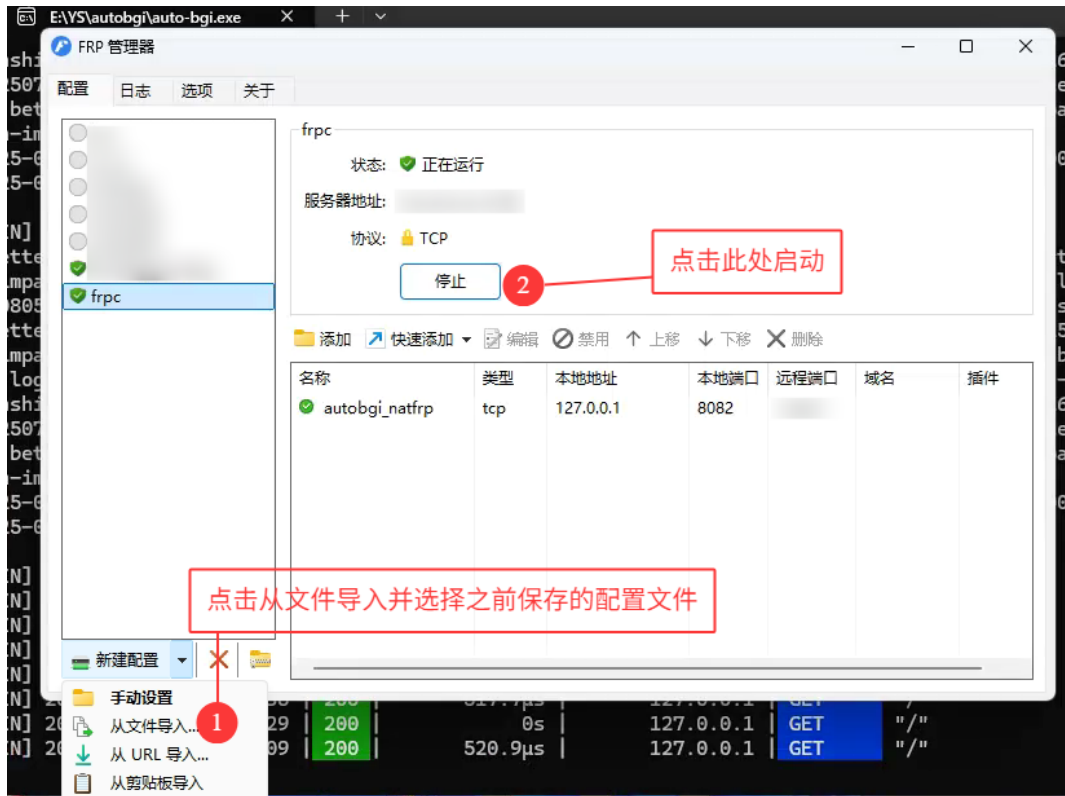 E:\YS\autobgi\auto-bgi.exe
FRP 管理器
配置 日志 选项 关于
frpc
状态: 正在运行
服务器地址:
协议: TCP
停止
2
点击此处启动
frpc
添加 快速添加 编辑 禁用 上移 下移 删除
名称 类型 本地地址 本地端口 远程端口 域名 插件
autobgi_natfrp tcp 127.0.0.1 8082
点击从文件导入并选择之前保存的配置文件
新建配置
手动设置
从文件导入...
1
从 URL 导入...
从剪贴板导入
29 | 200 | 0s | 127.0.0.1 | GET "/"
09 | 200 | 520.9µs | 127.0.0.1 | GET "/"